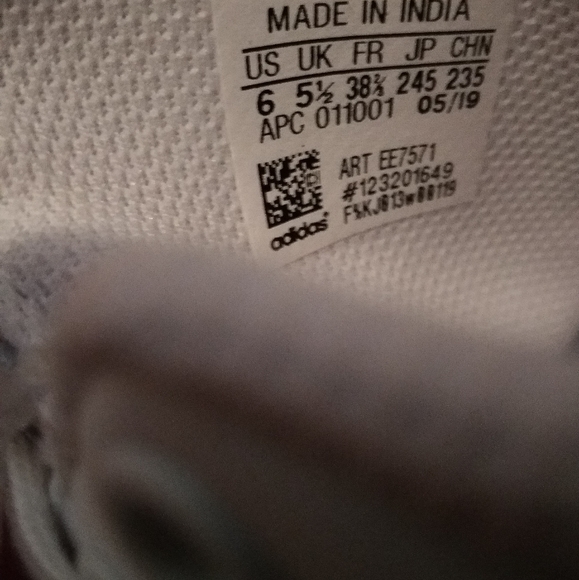 MADE IN INDIA
US UK FR JP CHN
6 5½ 38⅔ 245 235
APC 011001 05/19
ART EE7571
#123201649
adidas